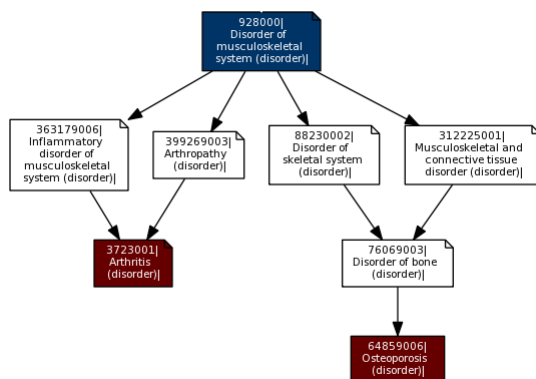 928000|
Disorder of
musculoskeletal
system (disorder)|
363179006|
Inflammatory
disorder of
musculoskeletal
system (disorder)|
399269003|
Arthropathy
(disorder)|
88230002|
Disorder of
skeletal system
(disorder)|
312225001|
Musculoskeletal and
connective tissue
disorder (disorder)|
3723001|
Arthritis
(disorder)|
76069003|
Disorder of bone
(disorder)|
64859006|
Osteoporosis
(disorder)|